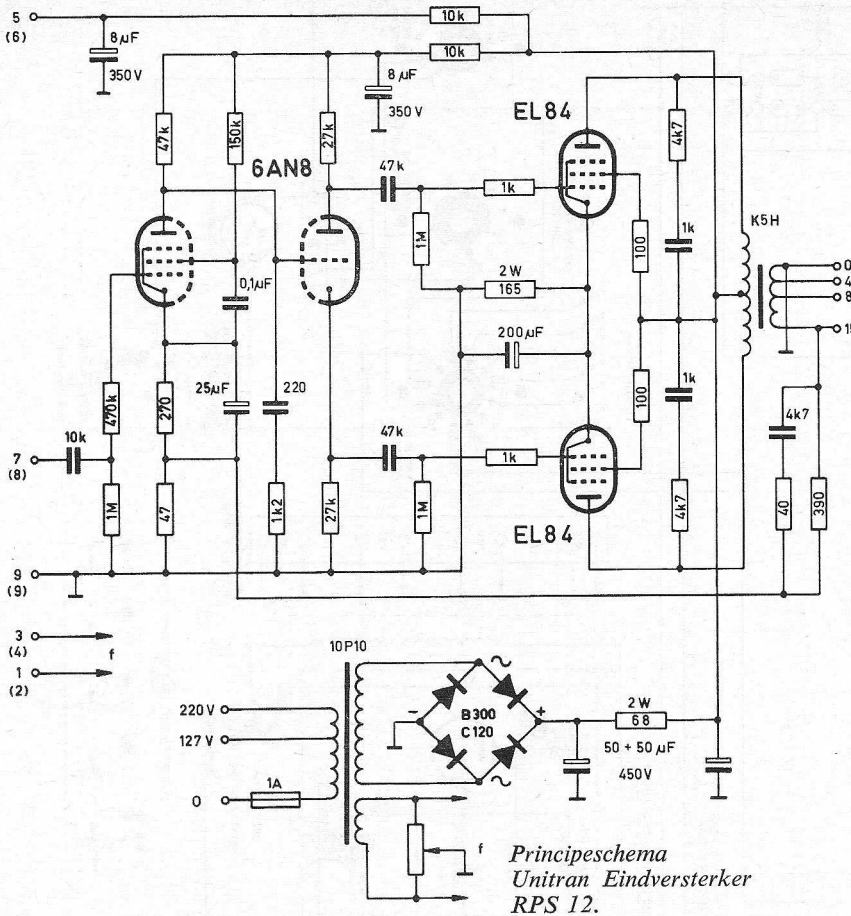 5
(6)
8µF
350V
10k
10k
8µF
350V
47k
150k
27k
6AN8
EL84
47k
1k
1M
2W
165
200µF
0,1µF
25µF
220
470k
270
10k
7
(8)
1M
47
1k2
27k
47k
1M
1k
EL84
4k7
1k
100
100
1k
4k7
K5H
0
4
8
4k7
40
390
9
(9)
3
(4)
f
1
(2)
10P10
220V
127V
0
1A
B300
C120
-
+
2W
68
50 + 50µF
450V
f
Principeschema
Unitran Eindversterker
RPS 12.